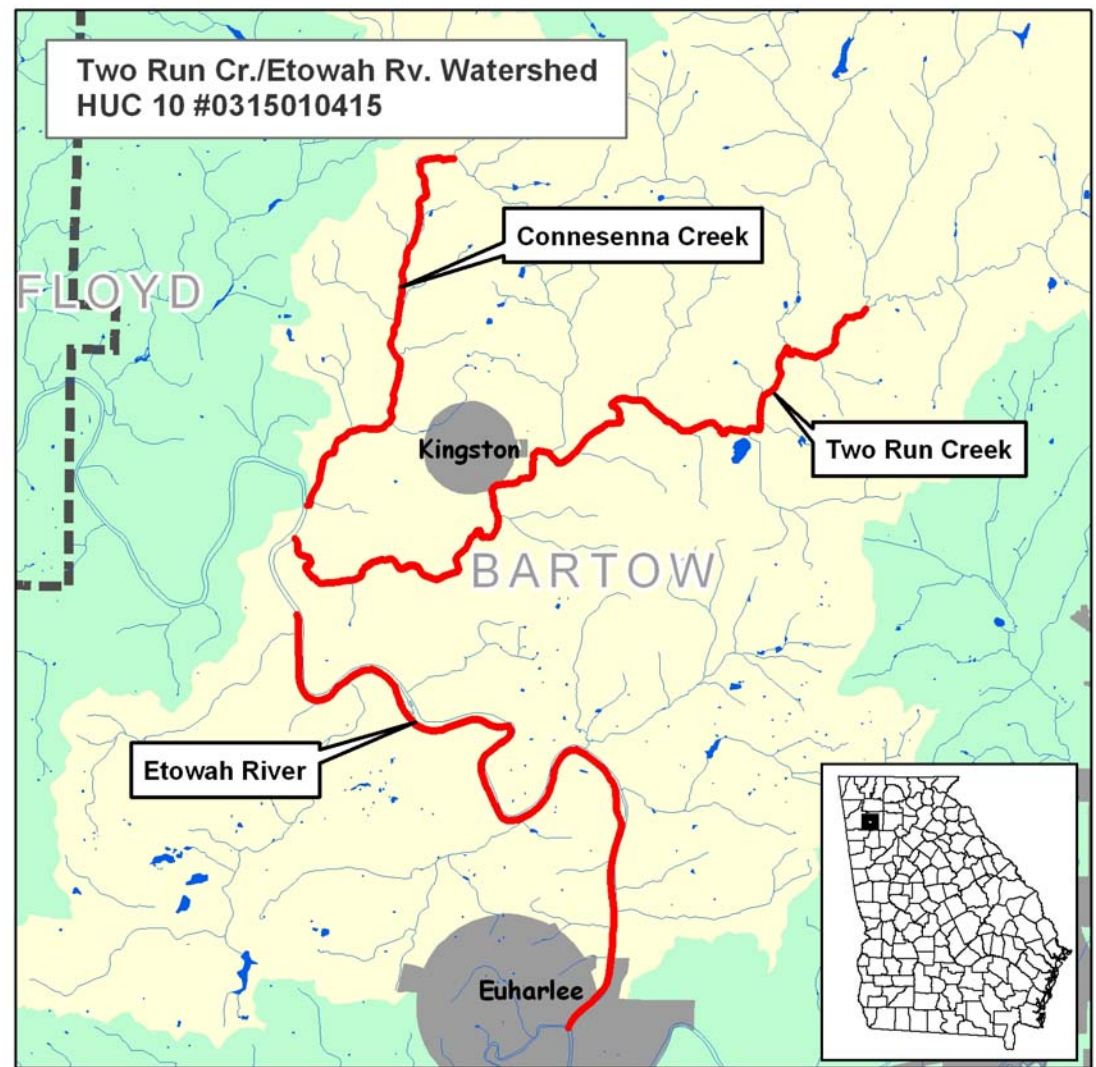 Two Run Cr./Etowah Rv. Watershed
HUC 10 #0315010415
Connesenna Creek
FLOYD
Kingston
Two Run Creek
BARTOW
Etowah River
Euharlee